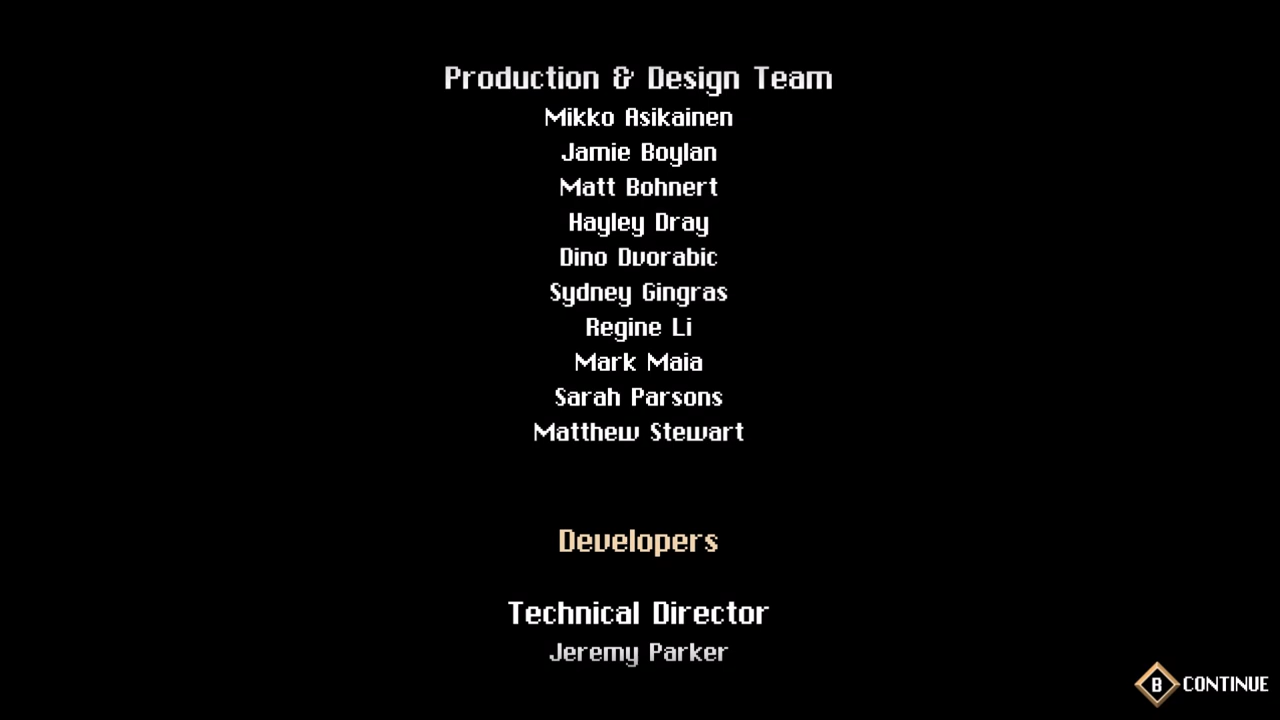 Production & Design Team
Mikko Asikainen
Jamie Boylan
Matt Bohnert
Hayley Dray
Dino Dvorabic
Sydney Gingras
Regine Li
Mark Maia
Sarah Parsons
Matthew Stewart
Developers
Technical Director
Jeremy Parker
B CONTINUE